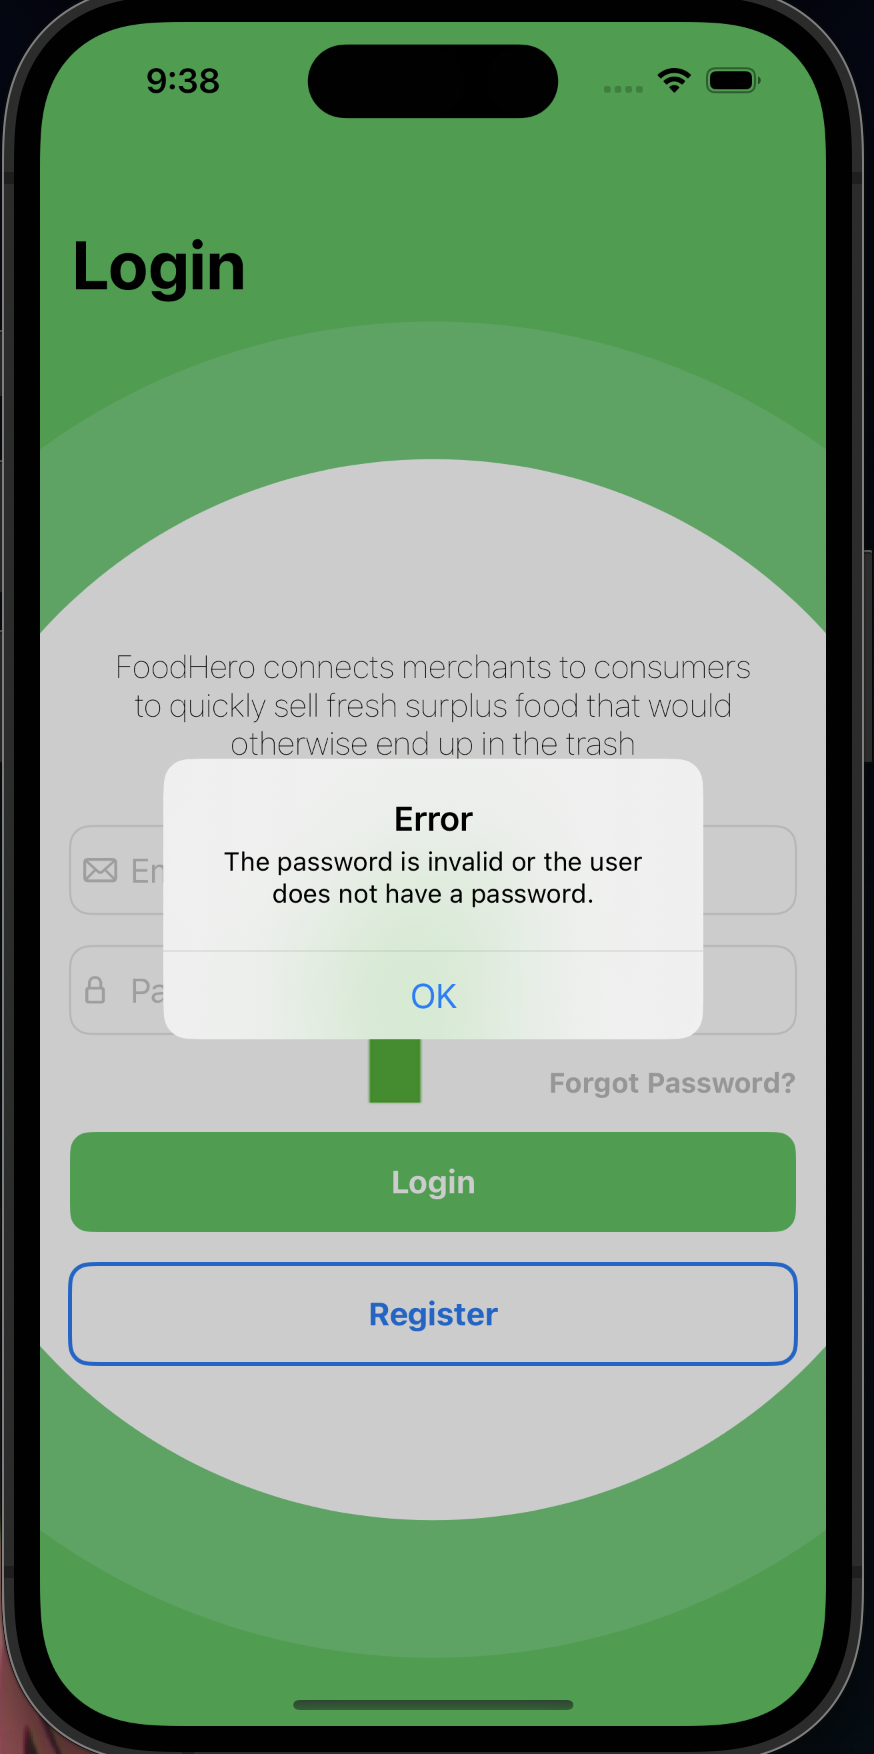 9:38
Login
FoodHero connects merchants to consumers
to quickly sell fresh surplus food that would
otherwise end up in the trash
Error
The password is invalid or the user
does not have a password.
OK
Forgot Password?
Login
Register